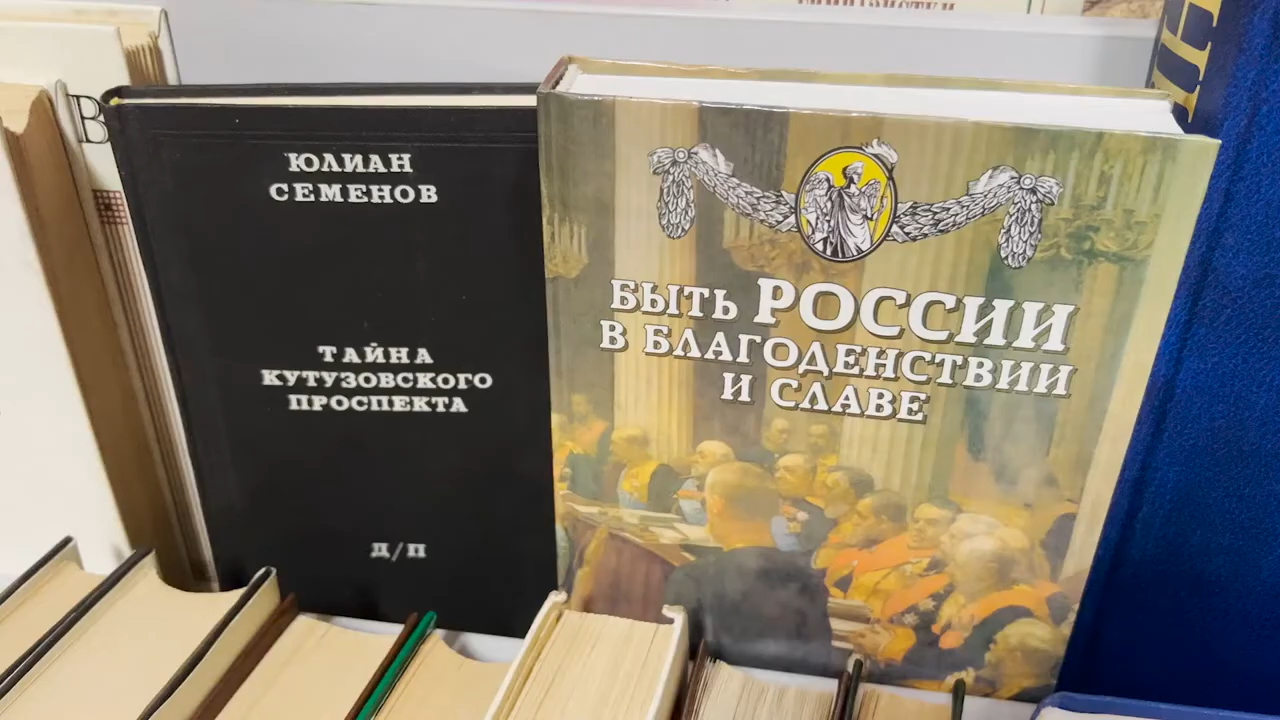 В
ЮЛИАН
СЕМЕНОВ
ТАЙНА
КУТУЗОВСКОГО
ПРОСПЕКТА
Д/П
БЫТЬ РОССИИ
В БЛАГОДЕНСТВИИ
И СЛАВЕ